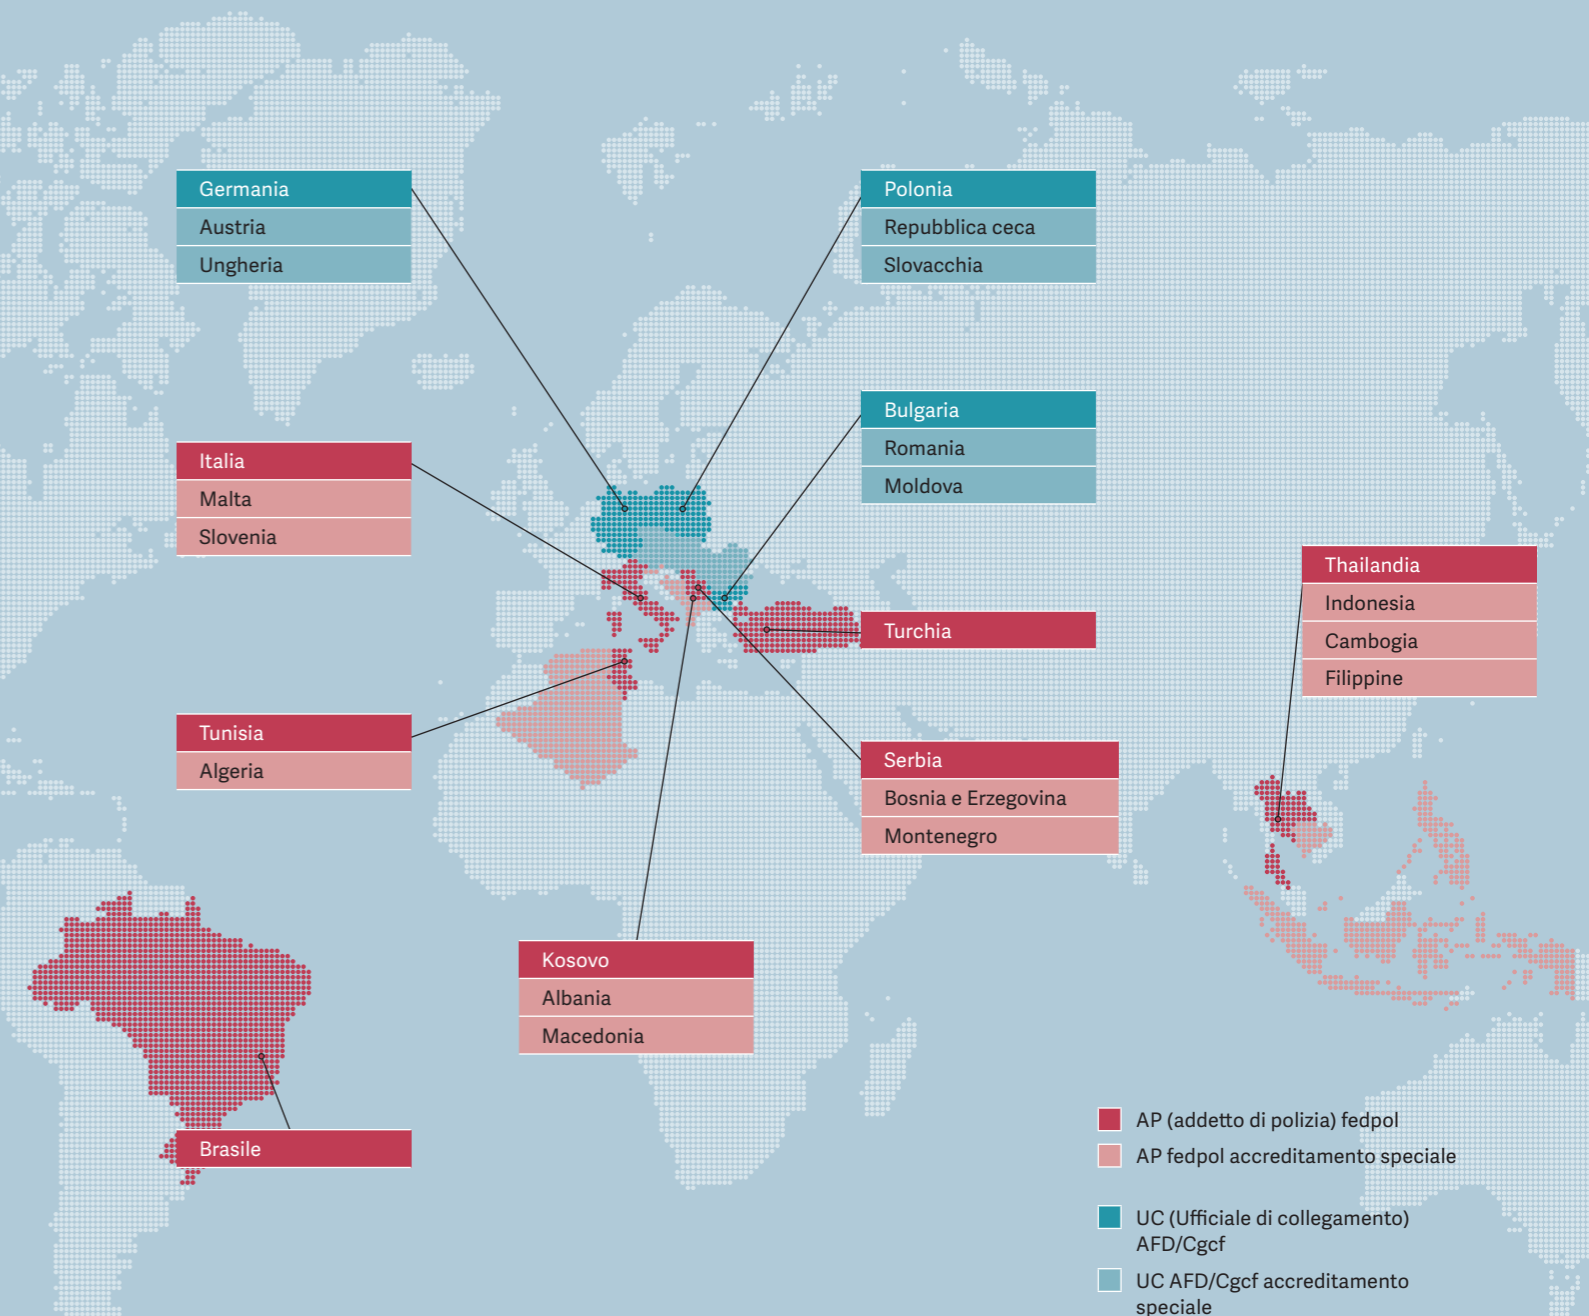 Germania
Austria
Ungheria
Polonia
Repubblica ceca
Slovacchia
Bulgaria
Romania
Moldova
Italia
Malta
Slovenia
Thailandia
Indonesia
Cambogia
Filippine
Turchia
Tunisia
Algeria
Serbia
Bosnia e Erzegovina
Montenegro
Kosovo
Albania
Macedonia
Brasile
AP (addetto di polizia) fedpol
AP fedpol accreditamento speciale
UC (Ufficiale di collegamento)
AFD/Cgcf
UC AFD/Cgcf accreditamento
speciale